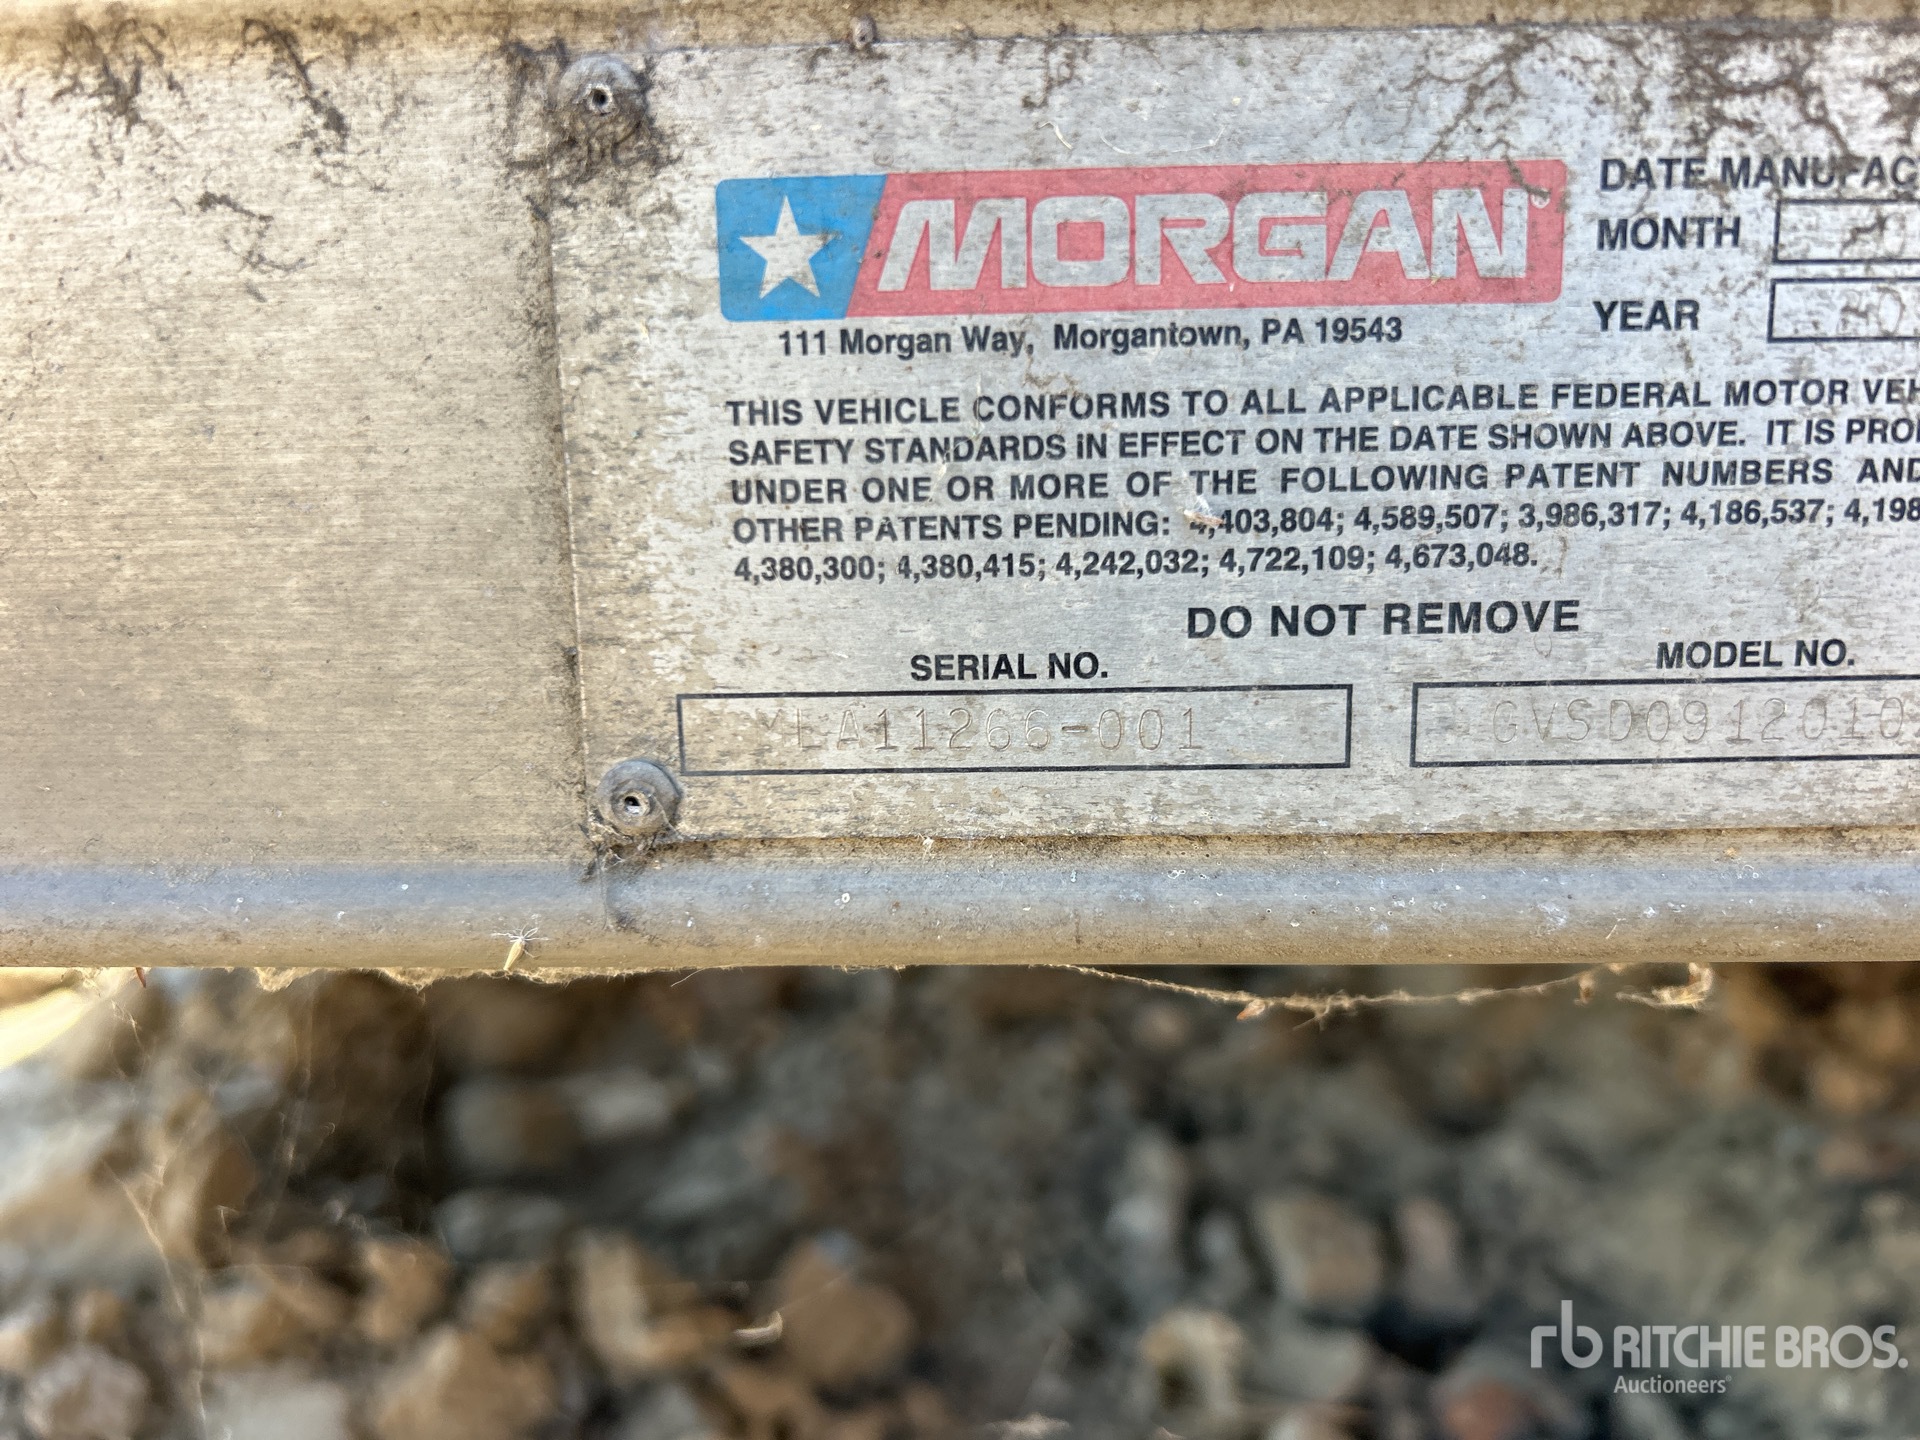 MORGAN
DATE MANUFAC
MONTH
YEAR
111 Morgan Way, Morgantown, PA 19543
THIS VEHICLE CONFORMS TO ALL APPLICABLE FEDERAL MOTOR VEH
SAFETY STANDARDS IN EFFECT ON THE DATE SHOWN ABOVE. IT IS PRO
UNDER ONE OR MORE OF THE FOLLOWING PATENT NUMBERS AND
OTHER PATENTS PENDING: 4,403,804; 4,589,507; 3,986,317; 4,186,537; 4,198
4,380,300; 4,380,415; 4,242,032; 4,722,109; 4,673,048.
DO NOT REMOVE
SERIAL NO. MODEL NO.
YLA11266-001 GVSD0912010
rb RITCHIE BROS.
Auctioneers